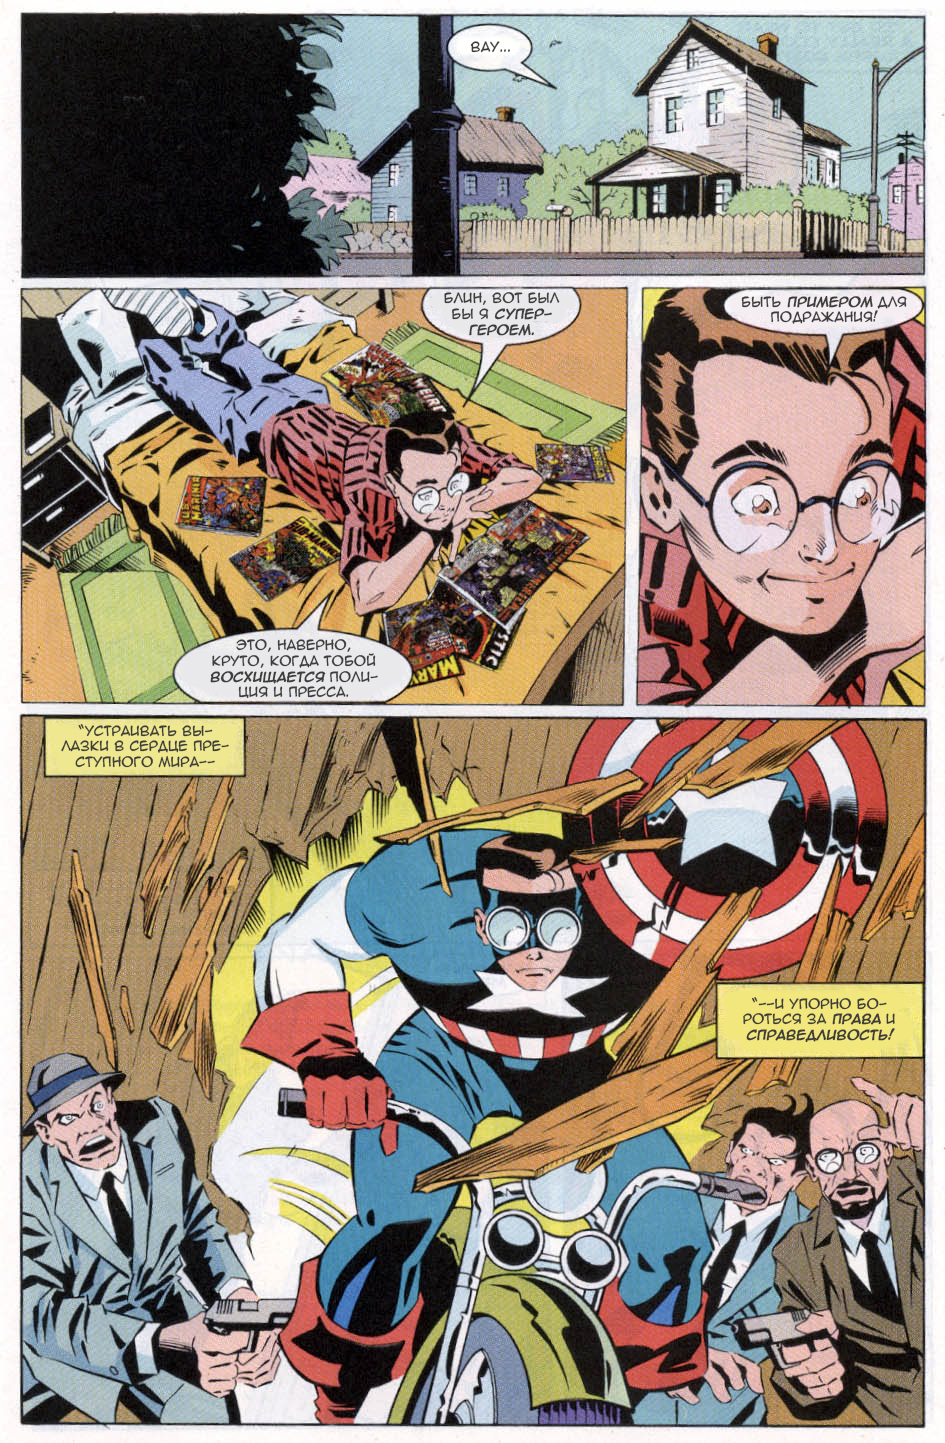 ВАУ...
БЛИН, ВОТ БЫЛ
БЫ Я СУПЕР-
ГЕРОЕМ.
ЭТО, НАВЕРНО,
КРУТО, КОГДА ТОБОЙ
ВОСХИЩАЕТСЯ ПОЛИ-
ЦИЯ И ПРЕССА.
БЫТЬ ПРИМЕРОМ ДЛЯ
ПОДРАЖАНИЯ!
"УСТРАИВАТЬ ВЫ-
ЛАЗКИ В СЕРДЦЕ ПРЕ-
СТУПНОГО МИРА--
"--И УПОРНО БО-
РОТЬСЯ ЗА ПРАВА И
СПРАВЕДЛИВОСТЬ!